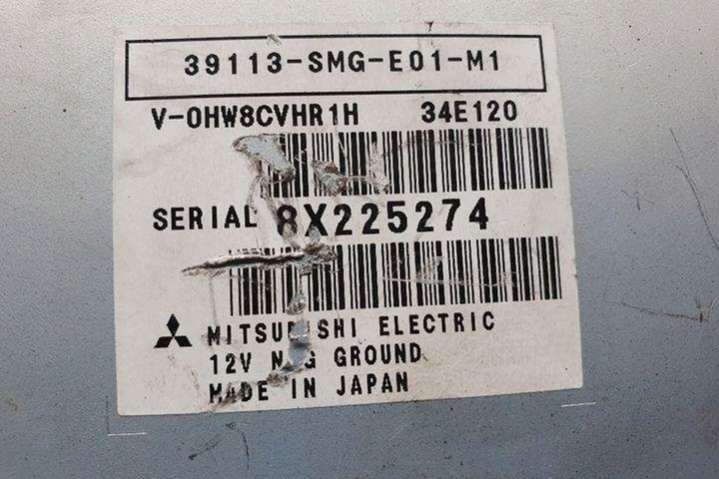 39113-SMG-E01-M1
V-0HW8CVHR1H 34E120
SERIAL 8X225274
MITSUBISHI ELECTRIC
12V NEG GROUND
MADE IN JAPAN